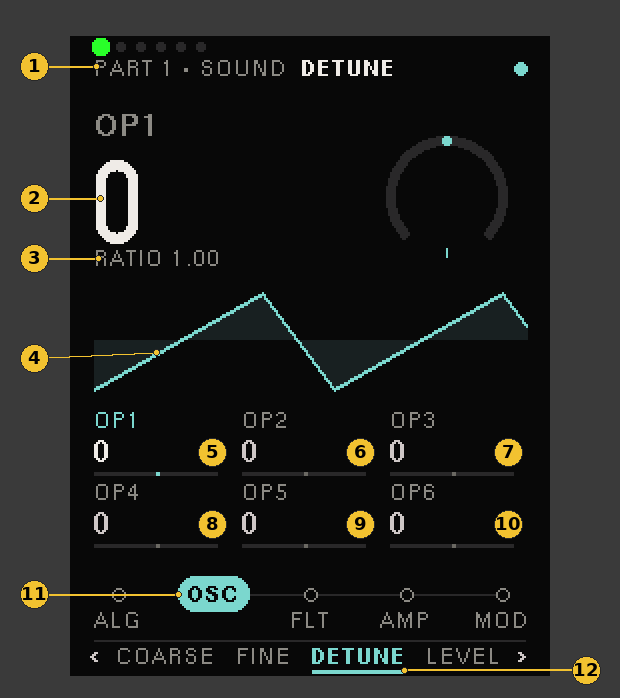 1 PART 1 · SOUND DETUNE
OP1
2 0
3 RATIO 1.00
4
OP1 OP2 OP3
0 5 0 6 0 7
OP4 OP5 OP6
0 8 0 9 0 10
11 OSC
ALG FLT AMP MOD
< COARSE FINE DETUNE LEVEL >
12